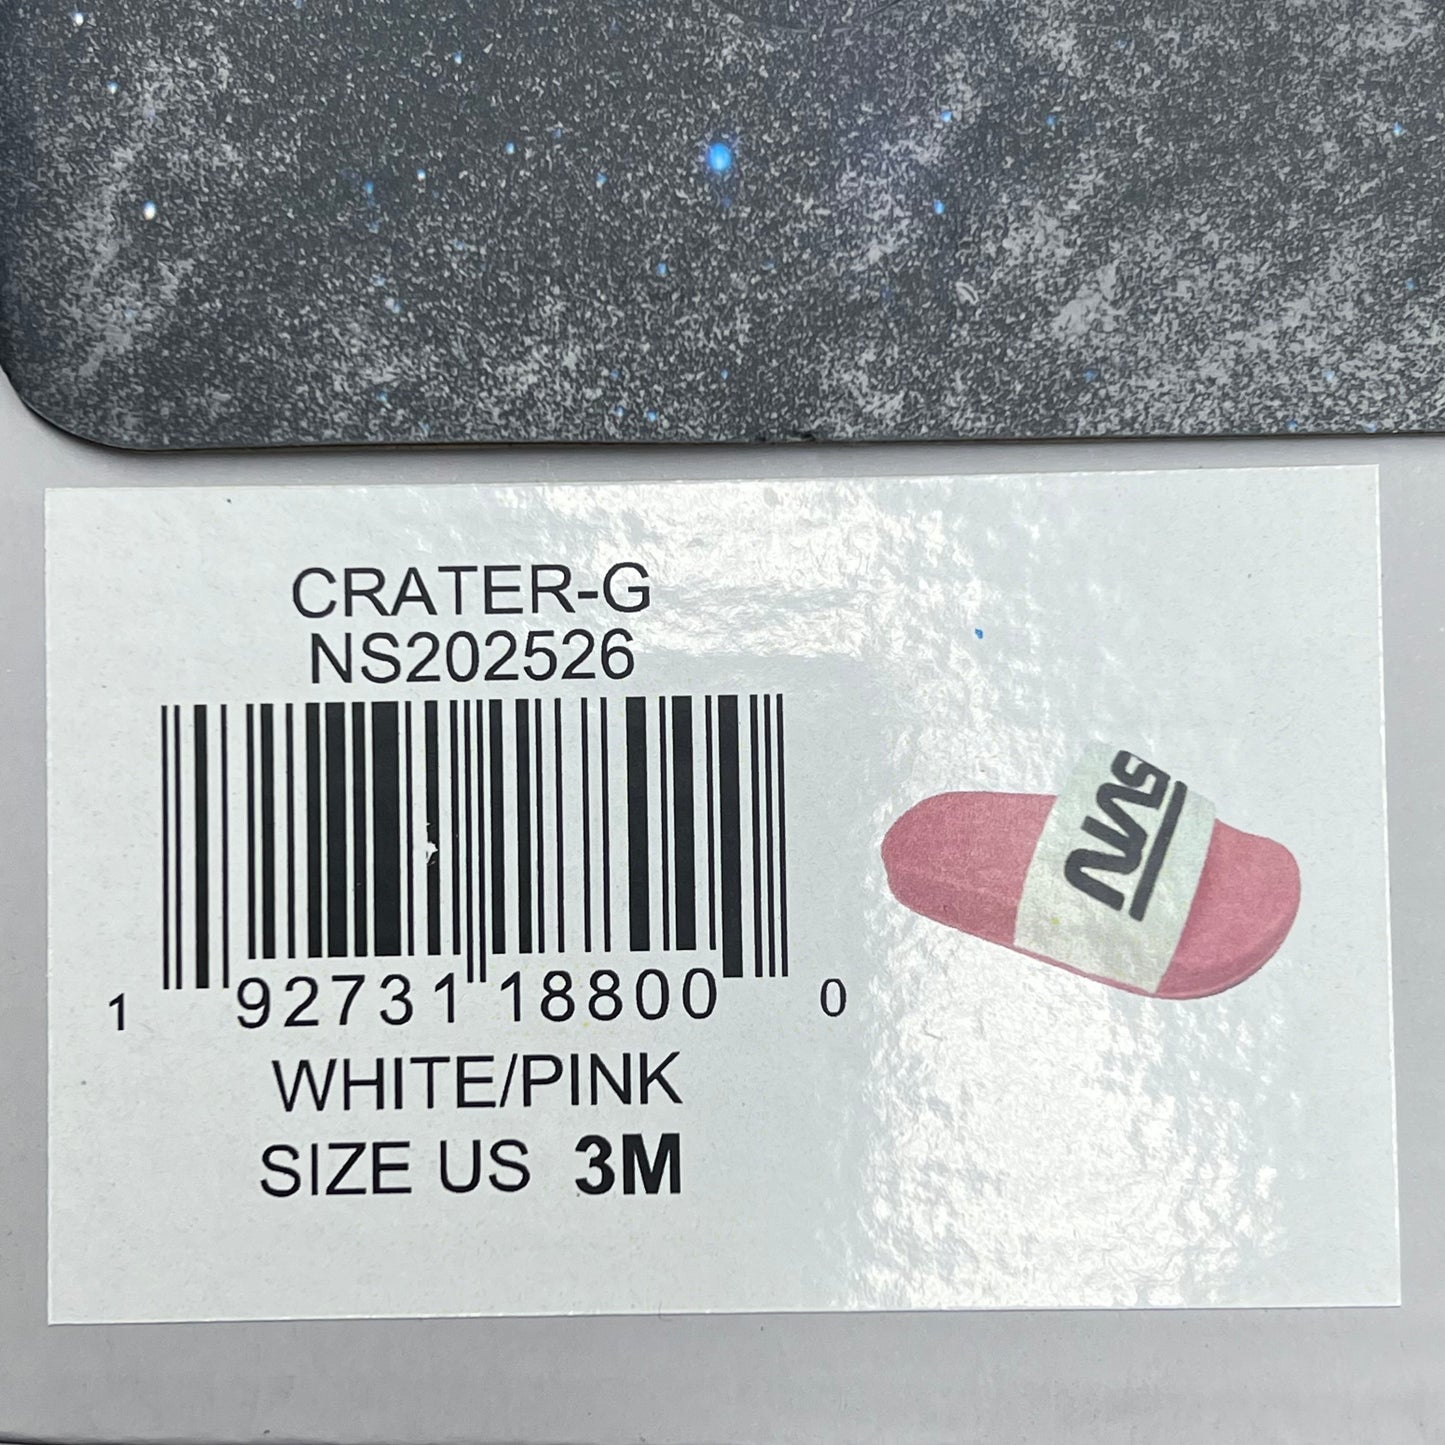 CRATER-G
NS202526
1 92731 18800 0
WHITE/PINK
SIZE US 3M